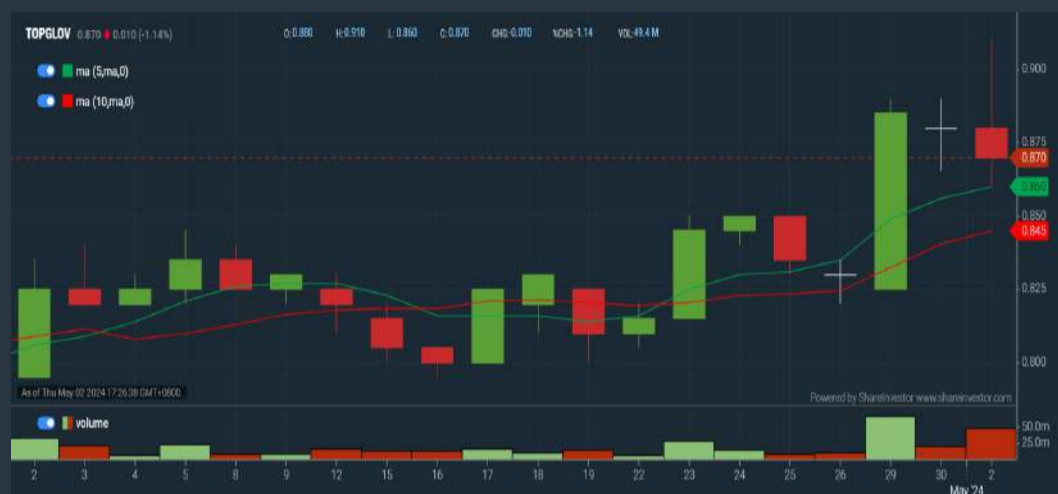 TOPGLOV 0.870 0.010 (-1.14%) O:0.880 H:0.910 L:0.860 C:0.870 CHG:-0.010 %CHG:-1.14 VOL:49.4 M
ma (5,ma,0)
ma (10,ma,0)
0.900
0.875
0.870
0.860
0.850
0.845
0.825
0.800
As of Thu May 02 2024 17:26:38 GMT+0800.
Powered by ShareInvestor www.shareinvestor.com
volume
50.0m
25.0m
2 3 4 5 8 9 12 15 16 17 18 19 22 23 24 25 26 29 30 2
May '24